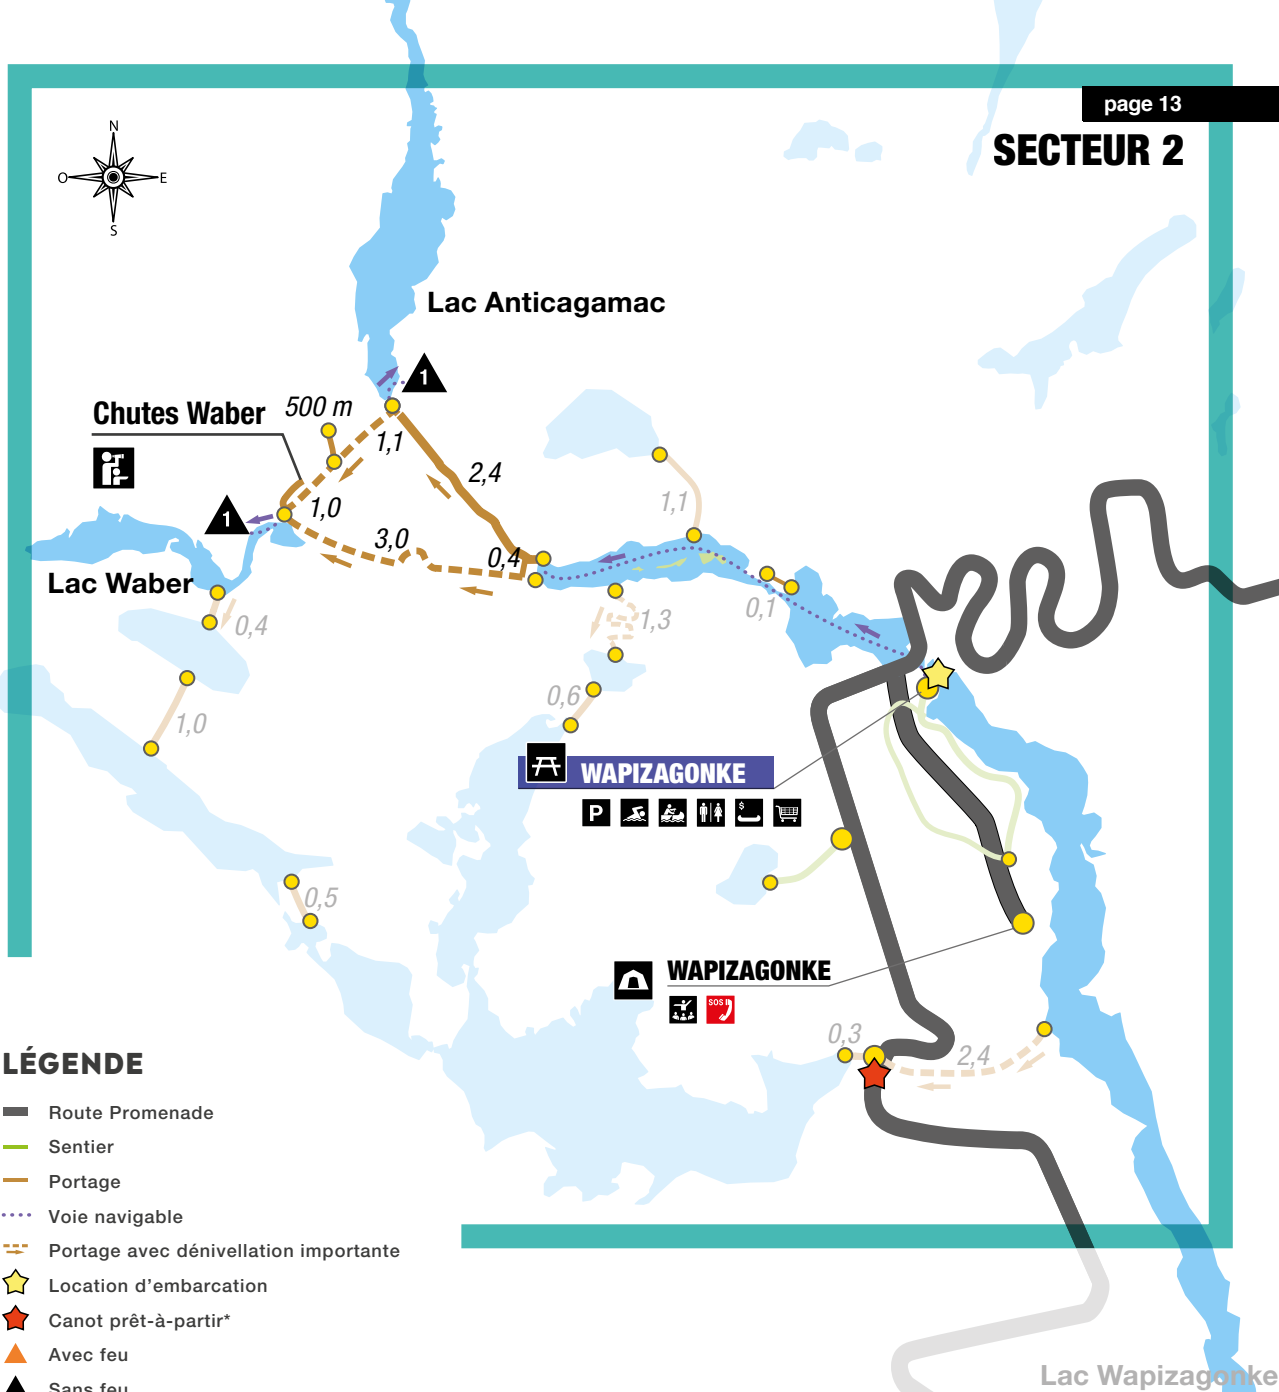 page 13
SECTEUR 2
N
O
E
S
Lac Anticagamac
1
Chutes Waber
500 m
1,1
2,4
1,0
1
3,0
0,4
1,1
Lac Waber
0,1
0,4
1,3
0,6
1,0
WAPIZAGONKE
P
$
0,5
WAPIZAGONKE
SOS
0,3
2,4
LÉGENDE
Route Promenade
Sentier
Portage
Voie navigable
Portage avec dénivellation importante
Location d'embarcation
Canot prêt-à-partir*
Avec feu
Sans feu
Lac Wapizagonke